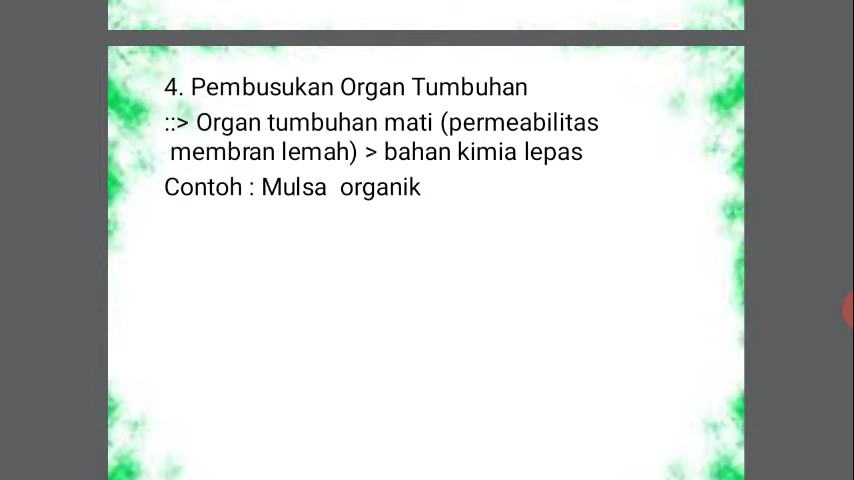 4. Pembusukan Organ Tumbuhan
::> Organ tumbuhan mati (permeabilitas
membran lemah) > bahan kimia lepas
Contoh : Mulsa  organik